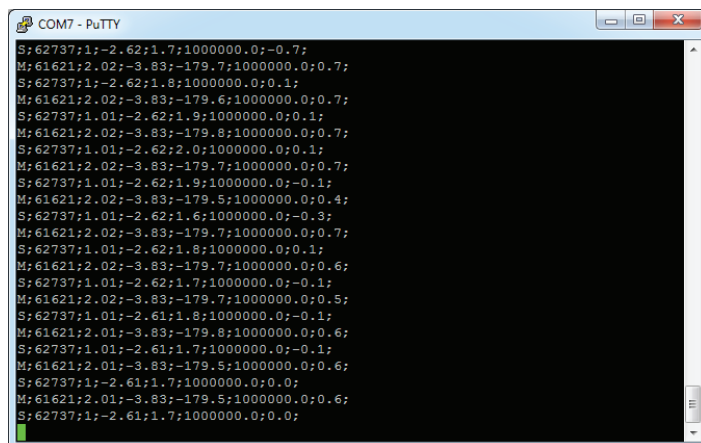 COM7 - PuTTY
S;62737;1;-2.62;1.7;1000000.0;-0.7;
M;61621;2.02;-3.83;-179.7;1000000.0;0.7;
S;62737;1;-2.62;1.8;1000000.0;0.1;
M;61621;2.02;-3.83;-179.6;1000000.0;0.7;
S;62737;1.01;-2.62;1.9;1000000.0;0.1;
M;61621;2.02;-3.83;-179.8;1000000.0;0.7;
S;62737;1.01;-2.62;2.0;1000000.0;0.1;
M;61621;2.02;-3.83;-179.7;1000000.0;0.7;
S;62737;1.01;-2.62;1.9;1000000.0;-0.1;
M;61621;2.02;-3.83;-179.5;1000000.0;0.4;
S;62737;1.01;-2.62;1.6;1000000.0;-0.3;
M;61621;2.02;-3.83;-179.7;1000000.0;0.7;
S;62737;1.01;-2.62;1.8;1000000.0;0.1;
M;61621;2.02;-3.83;-179.7;1000000.0;0.6;
S;62737;1.01;-2.62;1.7;1000000.0;-0.1;
M;61621;2.02;-3.83;-179.7;1000000.0;0.5;
S;62737;1.01;-2.61;1.8;1000000.0;-0.1;
M;61621;2.01;-3.83;-179.8;1000000.0;0.6;
S;62737;1.01;-2.61;1.7;1000000.0;-0.1;
M;61621;2.01;-3.83;-179.5;1000000.0;0.6;
S;62737;1;-2.61;1.7;1000000.0;0.0;
M;61621;2.01;-3.83;-179.5;1000000.0;0.6;
S;62737;1;-2.61;1.7;1000000.0;0.0;